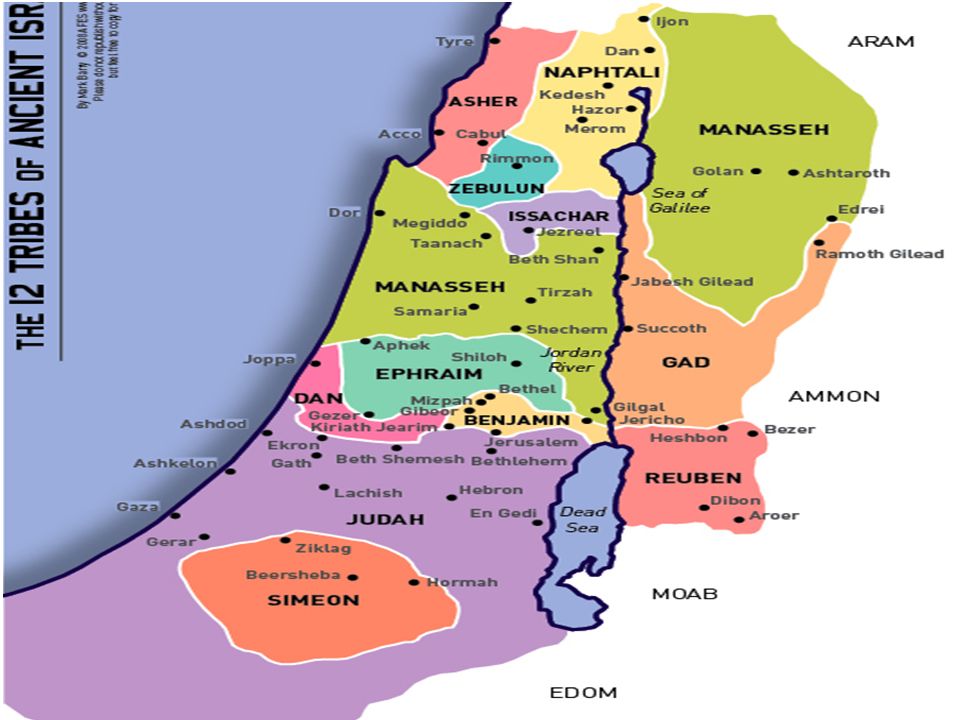 THE 12 TRIBES OF ANCIENT ISR
By Mark Barry © 2008 AFES
Please do not republish witho
but feel free to copy for
ARAM
AMMON
MOAB
EDOM
Ijon
Tyre
Dan
NAPHTALI
Kedesh
ASHER
Hazor
Merom
MANASSEH
Acco
Cabul
Rimmon
Golan
Ashtaroth
ZEBULUN
Sea of
Galilee
Edrei
Dor
Megiddo
ISSACHAR
Jezreel
Taanach
Beth Shan
Ramoth Gilead
Jabesh Gilead
MANASSEH
Tirzah
Samaria
Shechem
Succoth
Aphek
Joppa
Shiloh
Jordan
River
GAD
EPHRAIM
Bethel
DAN
Mizpah
Gibeor
Gilgal
Gezer
BENJAMIN
Jericho
Kiriath Jearim
Ashdod
Heshbon
Bezer
Ekron
Jerusalem
Gath
Beth Shemesh
Bethlehem
Ashkelon
REUBEN
Lachish
Hebron
Dibon
Gaza
En Gedi
Dead
Sea
Aroer
JUDAH
Gerar
Ziklag
Beersheba
Hormah
SIMEON